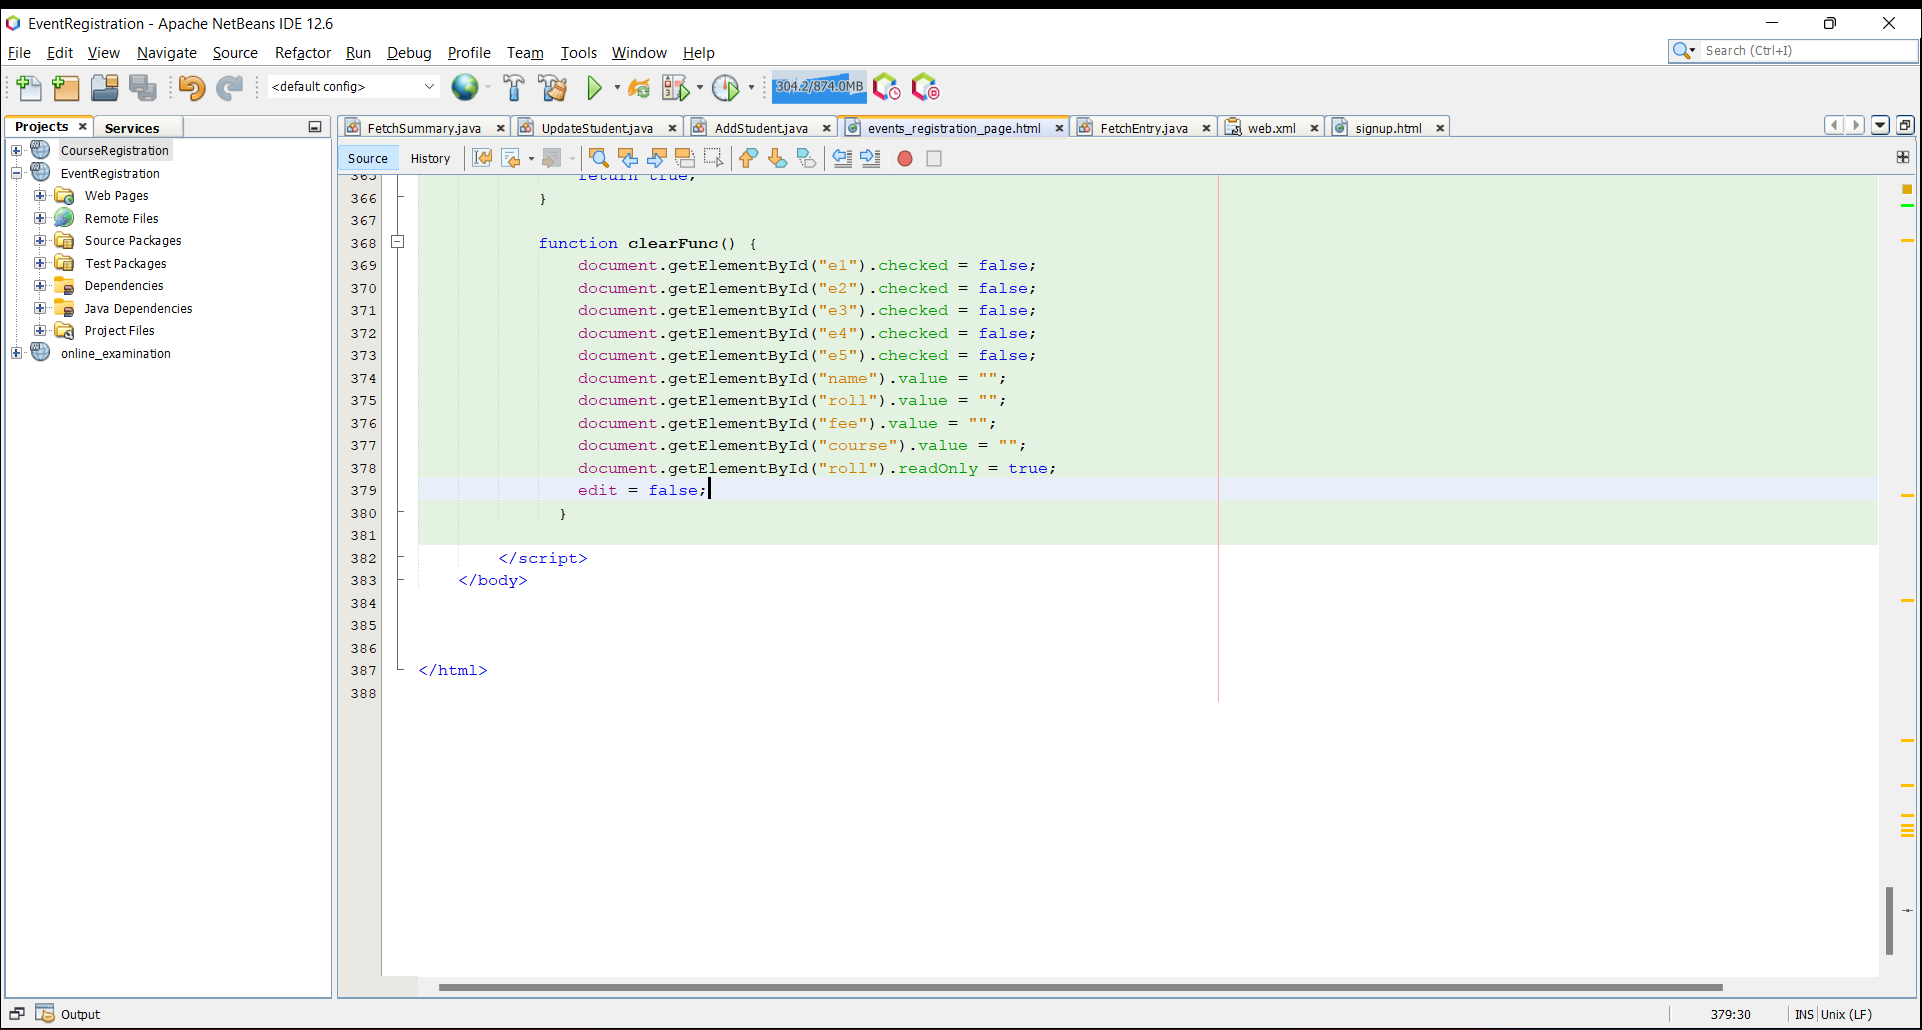 EventRegistration - Apache NetBeans IDE 12.6
File Edit View Navigate Source Refactor Run Debug Profile Team Tools Window Help
Search (Ctrl+I)
<default config>
304.2/874.0MB
Projects
Services
FetchSummary.java
UpdateStudent.java
AddStudent.java
events_registration_page.html
FetchEntry.java
web.xml
signup.html
CourseRegistration
EventRegistration
Web Pages
Remote Files
Source Packages
Test Packages
Dependencies
Java Dependencies
Project Files
online_examination
Source History
365 return true;
366 }
367
368 function clearFunc() {
369 document.getElementById("e1").checked = false;
370 document.getElementById("e2").checked = false;
371 document.getElementById("e3").checked = false;
372 document.getElementById("e4").checked = false;
373 document.getElementById("e5").checked = false;
374 document.getElementById("name").value = "";
375 document.getElementById("roll").value = "";
376 document.getElementById("fee").value = "";
377 document.getElementById("course").value = "";
378 document.getElementById("roll").readOnly = true;
379 edit = false;
380 }
381
382 </script>
383 </body>
384
385
386
387 </html>
388
Output
379:30
INS
Unix (LF)